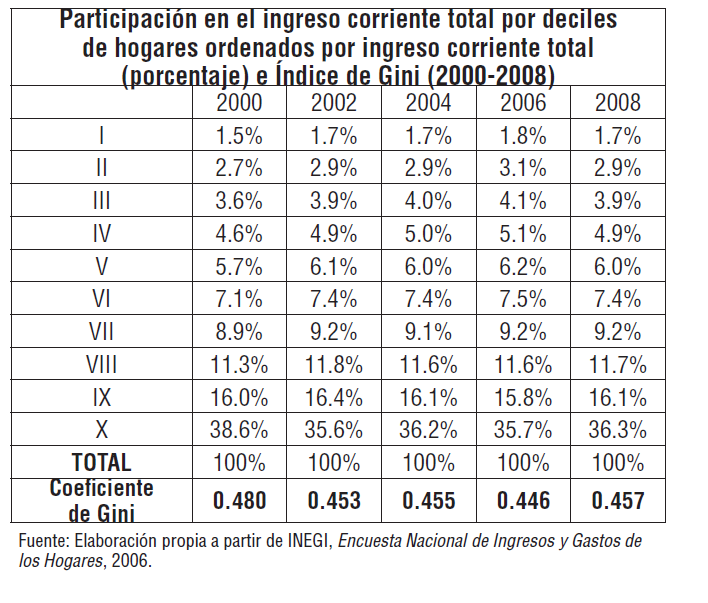 Participación en el ingreso corriente total por deciles
de hogares ordenados por ingreso corriente total
(porcentaje) e Índice de Gini (2000-2008)
2000 2002 2004 2006 2008
I 1.5% 1.7% 1.7% 1.8% 1.7%
II 2.7% 2.9% 2.9% 3.1% 2.9%
III 3.6% 3.9% 4.0% 4.1% 3.9%
IV 4.6% 4.9% 5.0% 5.1% 4.9%
V 5.7% 6.1% 6.0% 6.2% 6.0%
VI 7.1% 7.4% 7.4% 7.5% 7.4%
VII 8.9% 9.2% 9.1% 9.2% 9.2%
VIII 11.3% 11.8% 11.6% 11.6% 11.7%
IX 16.0% 16.4% 16.1% 15.8% 16.1%
X 38.6% 35.6% 36.2% 35.7% 36.3%
TOTAL 100% 100% 100% 100% 100%
Coeficiente
de Gini 0.480 0.453 0.455 0.446 0.457
Fuente: Elaboración propia a partir de INEGI, Encuesta Nacional de Ingresos y Gastos de
los Hogares, 2006.